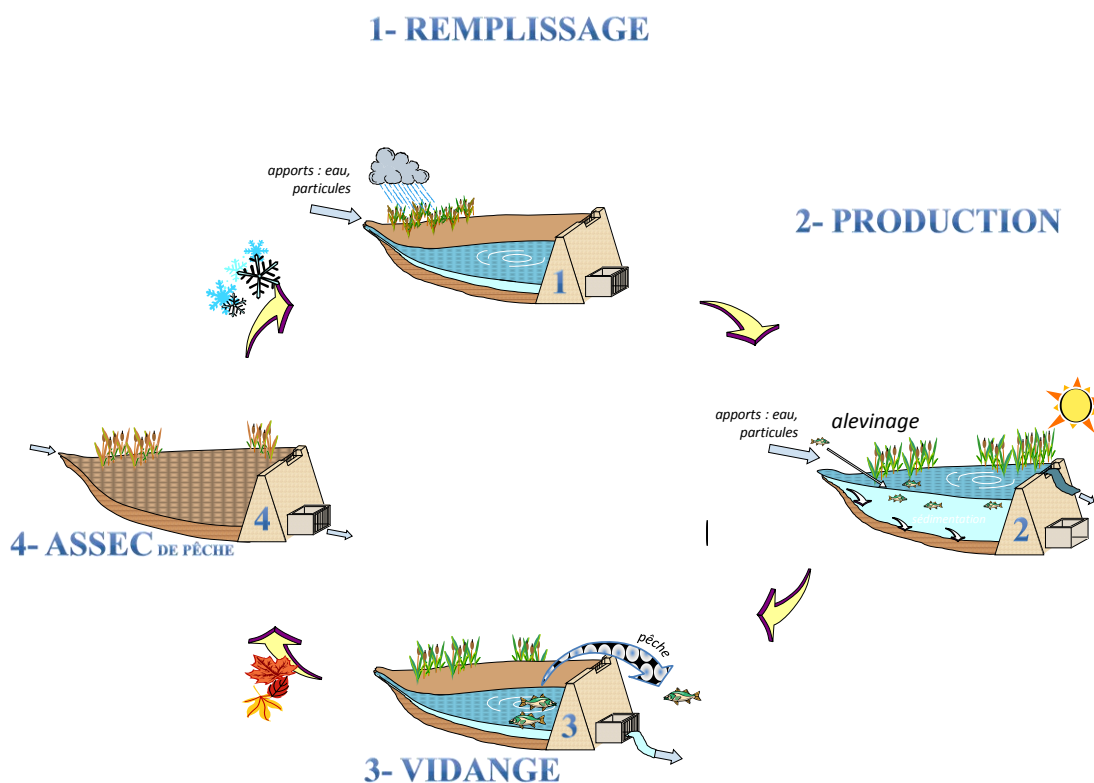 1- REMPLISSAGE
apports : eau,
particules
1
2- PRODUCTION
apports : eau,
particules
alevinage
sédimentation
2
4
4- ASSEC DE PÊCHE
pêche
3
3- VIDANGE